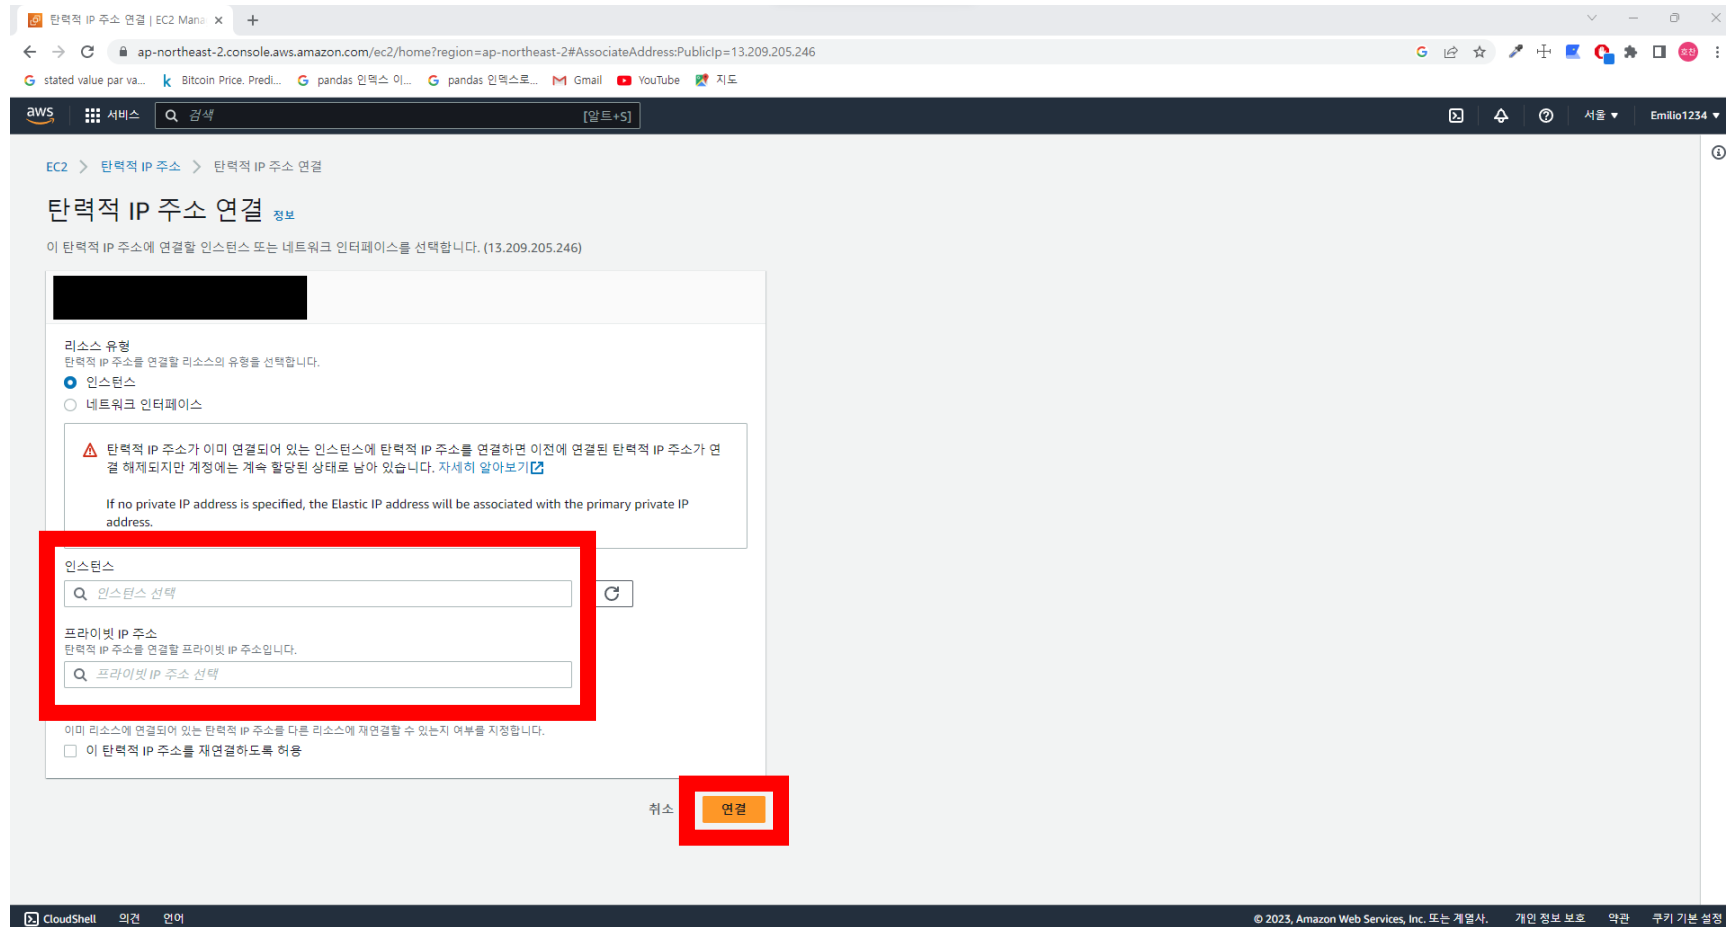 탄력적 IP 주소 연결 | EC2 Mana
ap-northeast-2.console.aws.amazon.com/ec2/home?region=ap-northeast-2#AssociateAddress:PublicIp=13.209.205.246
호찬
stated value par va... Bitcoin Price. Predi... pandas 인덱스 이... pandas 인덱스로... Gmail YouTube 지도
aws 서비스 검색 [알트+S] 서울 Emilio1234
EC2 > 탄력적 IP 주소 > 탄력적 IP 주소 연결
탄력적 IP 주소 연결 정보
이 탄력적 IP 주소에 연결할 인스턴스 또는 네트워크 인터페이스를 선택합니다. (13.209.205.246)
리소스 유형
탄력적 IP 주소를 연결할 리소스의 유형을 선택합니다.
인스턴스
네트워크 인터페이스
탄력적 IP 주소가 이미 연결되어 있는 인스턴스에 탄력적 IP 주소를 연결하면 이전에 연결된 탄력적 IP 주소가 연
결 해제되지만 계정에는 계속 할당된 상태로 남아 있습니다. 자세히 알아보기
If no private IP address is specified, the Elastic IP address will be associated with the primary private IP
address.
인스턴스
인스턴스 선택
프라이빗 IP 주소
탄력적 IP 주소를 연결할 프라이빗 IP 주소입니다.
프라이빗 IP 주소 선택
이미 리소스에 연결되어 있는 탄력적 IP 주소를 다른 리소스에 재연결할 수 있는지 여부를 지정합니다.
이 탄력적 IP 주소를 재연결하도록 허용
취소 연결
CloudShell 의견 언어 © 2023, Amazon Web Services, Inc. 또는 계열사. 개인 정보 보호 약관 쿠키 기본 설정